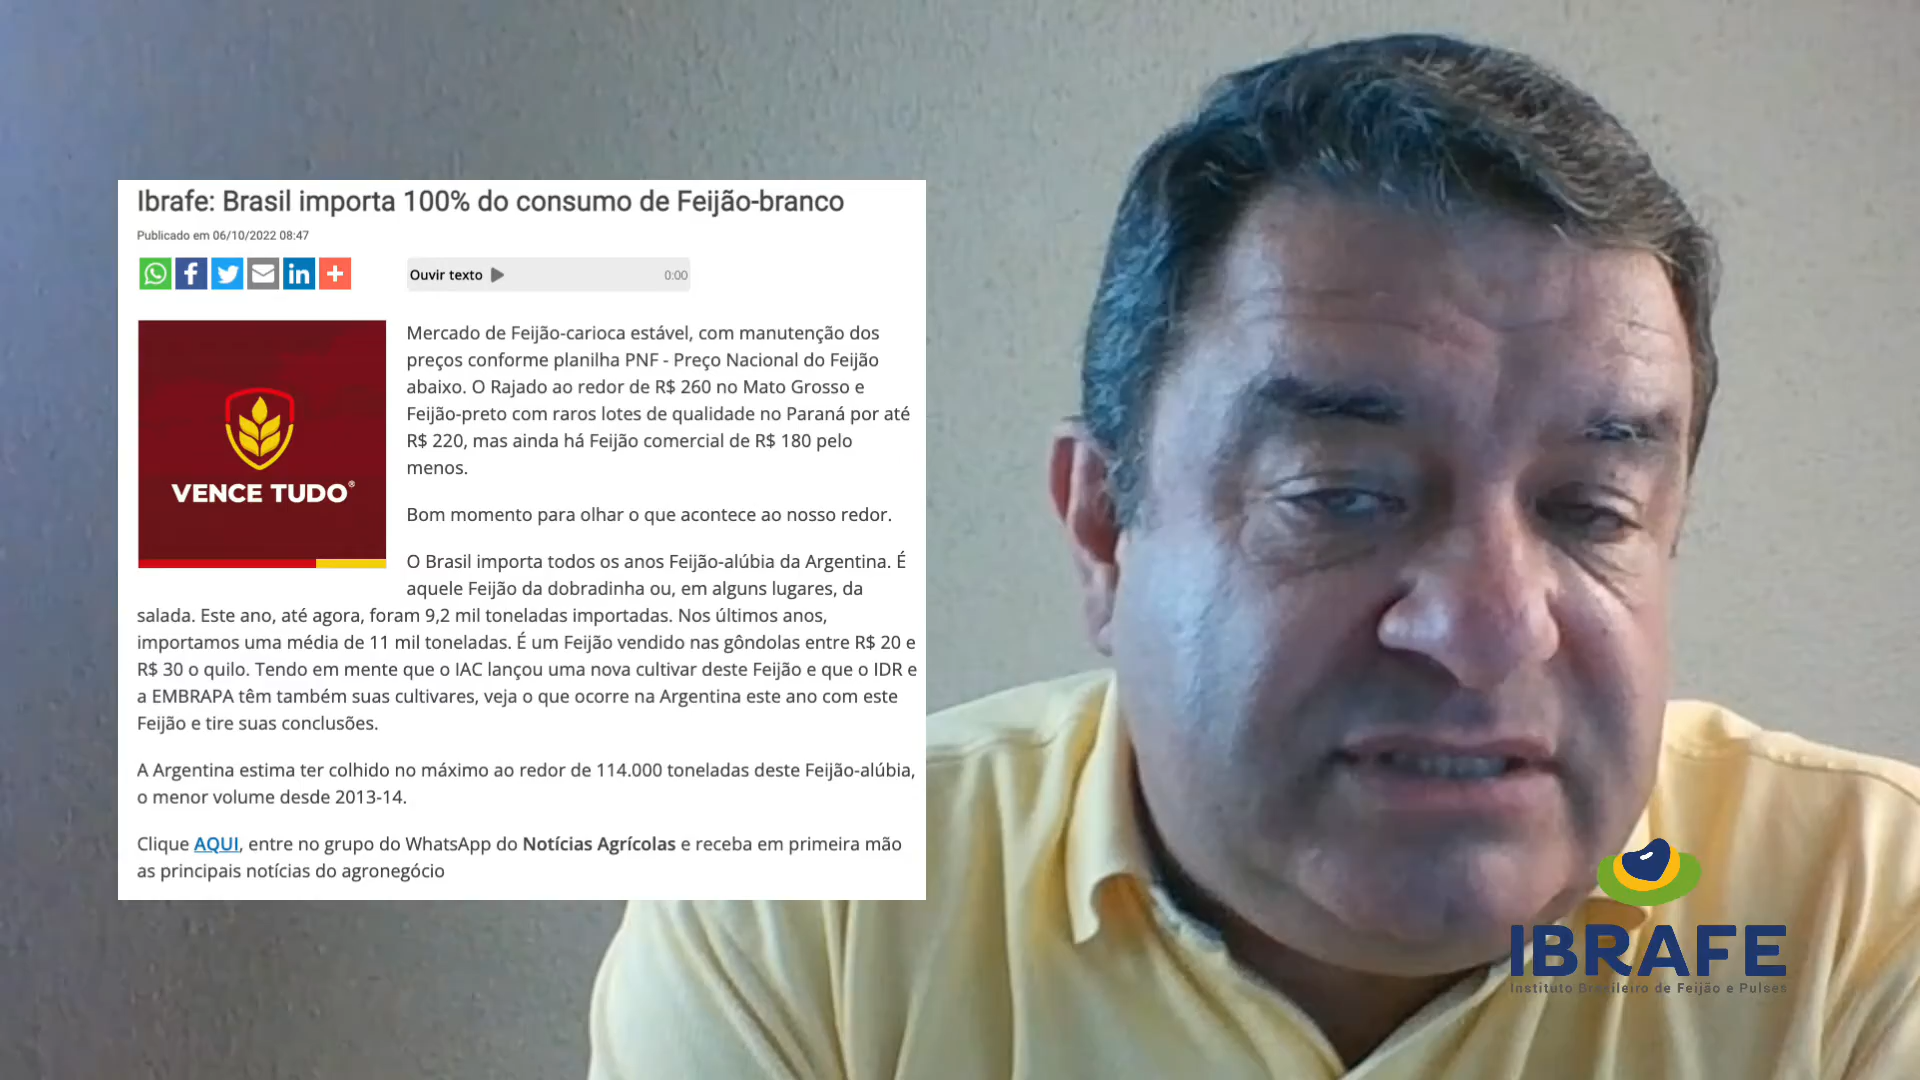 Ibrafe: Brasil importa 100% do consumo de Feijão-branco
Publicado em 06/10/2022 08:47
Ouvir texto
0:00
VENCE TUDO®
Mercado de Feijão-carioca estável, com manutenção dos
preços conforme planilha PNF - Preço Nacional do Feijão
abaixo. O Rajado ao redor de R$ 260 no Mato Grosso e
Feijão-preto com raros lotes de qualidade no Paraná por até
R$ 220, mas ainda há Feijão comercial de R$ 180 pelo
menos.
Bom momento para olhar o que acontece ao nosso redor.
O Brasil importa todos os anos Feijão-alúbia da Argentina. É
aquele Feijão da dobradinha ou, em alguns lugares, da
salada. Este ano, até agora, foram 9,2 mil toneladas importadas. Nos últimos anos,
importamos uma média de 11 mil toneladas. É um Feijão vendido nas gôndolas entre R$ 20 e
R$ 30 o quilo. Tendo em mente que o IAC lançou uma nova cultivar deste Feijão e que o IDR e
a EMBRAPA têm também suas cultivares, veja o que ocorre na Argentina este ano com este
Feijão e tire suas conclusões.
A Argentina estima ter colhido no máximo ao redor de 114.000 toneladas deste Feijão-alúbia,
o menor volume desde 2013-14.
Clique AQUI, entre no grupo do WhatsApp do Notícias Agrícolas e receba em primeira mão
as principais notícias do agronegócio
IBRAFE
Instituto Brasileiro de Feijão e Pulses